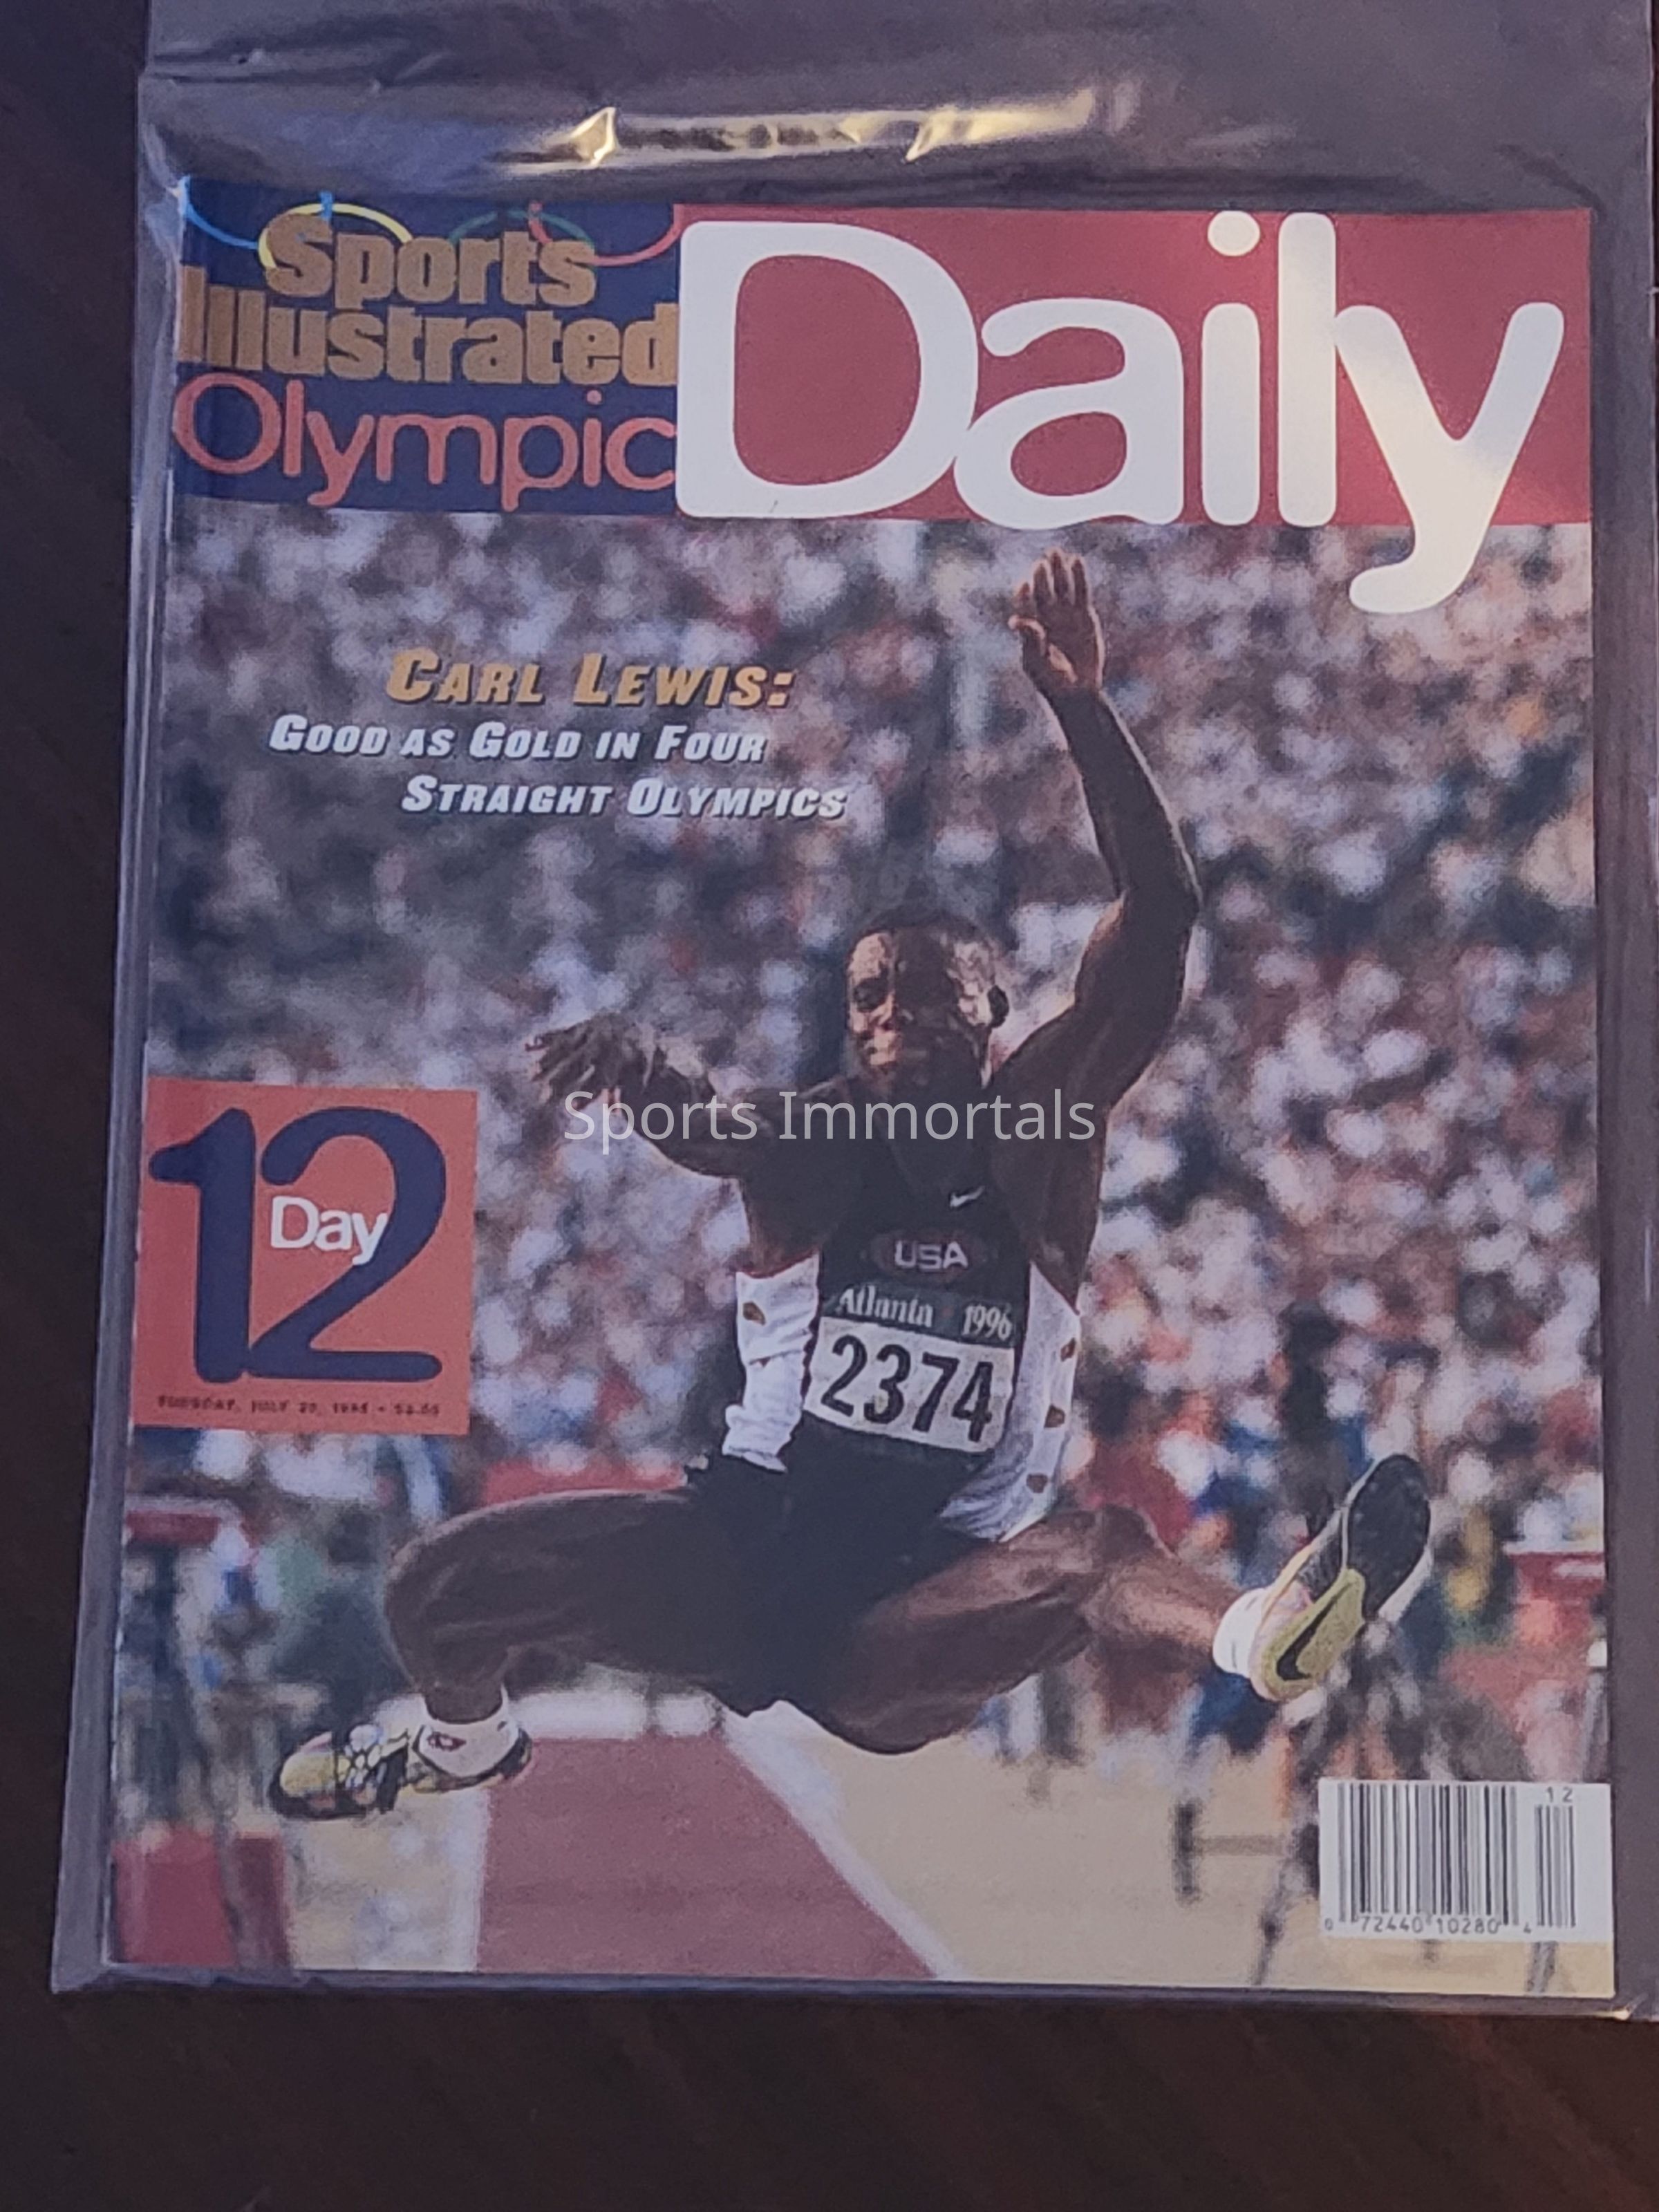 Sports
Illustrated
Olympic
Daily
CARL LEWIS:
GOOD AS GOLD IN FOUR
STRAIGHT OLYMPICS
Sports Immortals
12
Day
USA
Atlanta 1996
2374
12
0 72440 10280 4